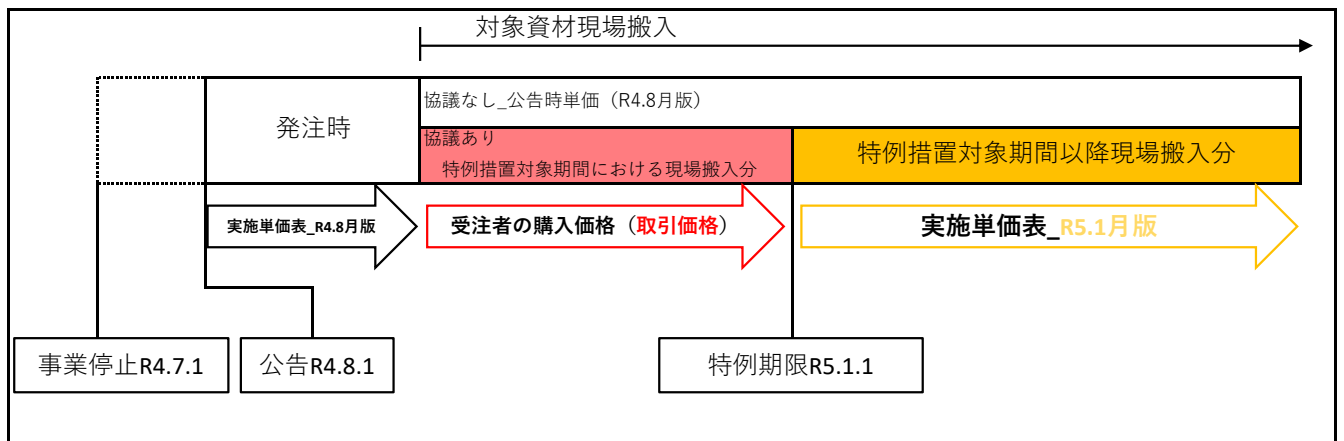 対象資材現場搬入
発注時
協議なし_公告時単価（R4.8月版）
協議あり
特例措置対象期間における現場搬入分
特例措置対象期間以降現場搬入分
実施単価表_R4.8月版
受注者の購入価格（取引価格）
実施単価表_R5.1月版
事業停止R4.7.1
公告R4.8.1
特例期限R5.1.1